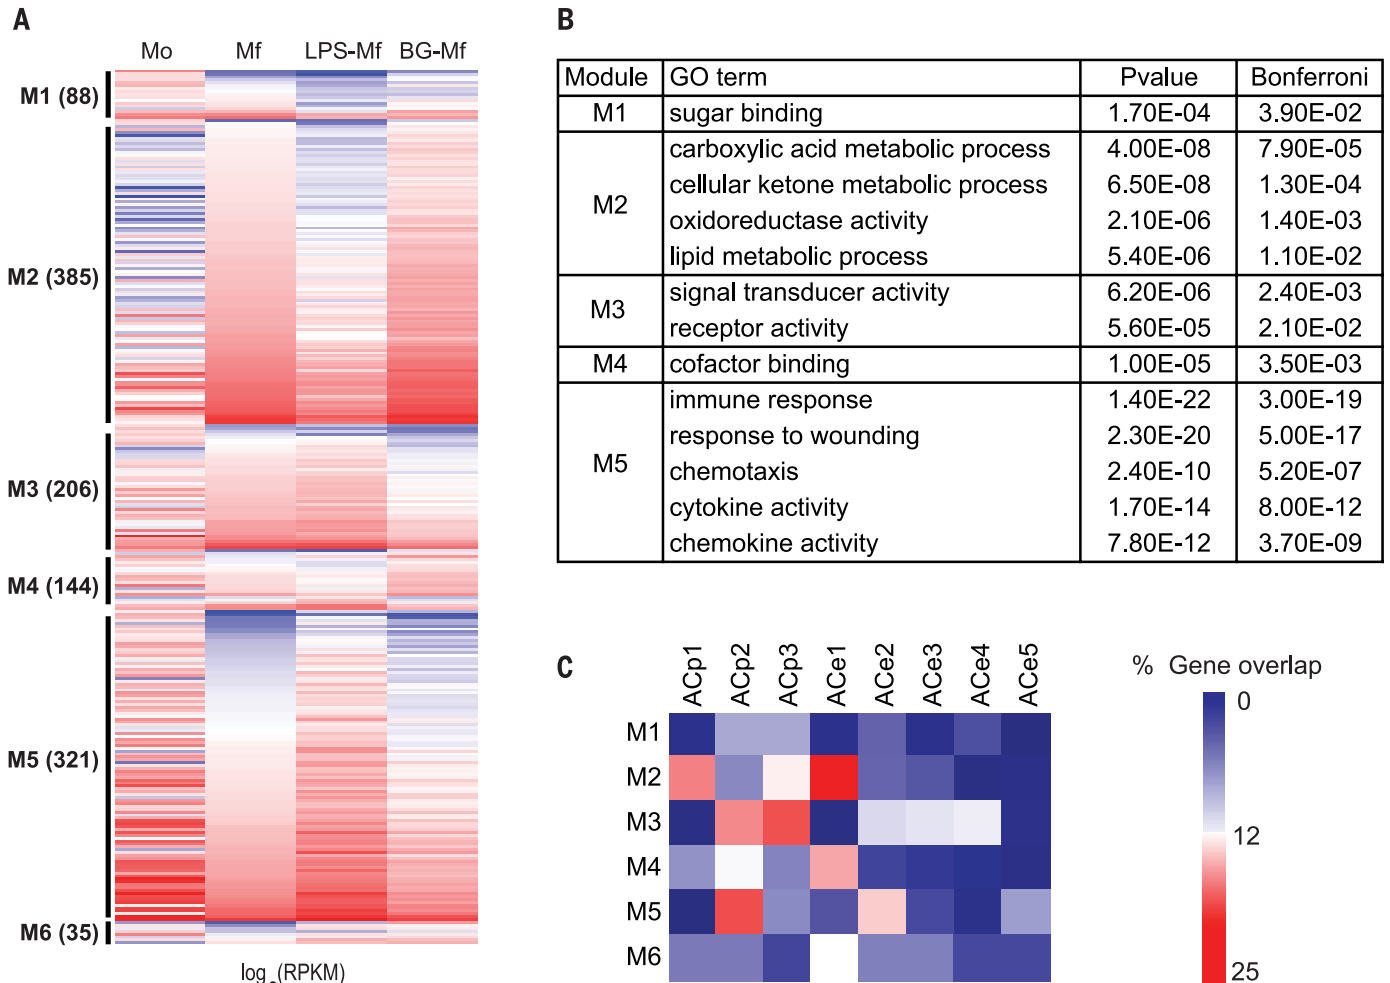 A
Mo Mf LPS-Mf BG-Mf
M1 (88)
M2 (385)
M3 (206)
M4 (144)
M5 (321)
M6 (35)
log2(RPKM)
B
Module GO term Pvalue Bonferroni
M1 sugar binding 1.70E-04 3.90E-02
M2
carboxylic acid metabolic process 4.00E-08 7.90E-05
cellular ketone metabolic process 6.50E-08 1.30E-04
oxidoreductase activity 2.10E-06 1.40E-03
lipid metabolic process 5.40E-06 1.10E-02
M3
signal transducer activity 6.20E-06 2.40E-03
receptor activity 5.60E-05 2.10E-02
M4 cofactor binding 1.00E-05 3.50E-03
M5
immune response 1.40E-22 3.00E-19
response to wounding 2.30E-20 5.00E-17
chemotaxis 2.40E-10 5.20E-07
cytokine activity 1.70E-14 8.00E-12
chemokine activity 7.80E-12 3.70E-09
C
ACp1 ACp2 ACp3 ACe1 ACe2 ACe3 ACe4 ACe5
M1
M2
M3
M4
M5
M6
% Gene overlap
0
12
25